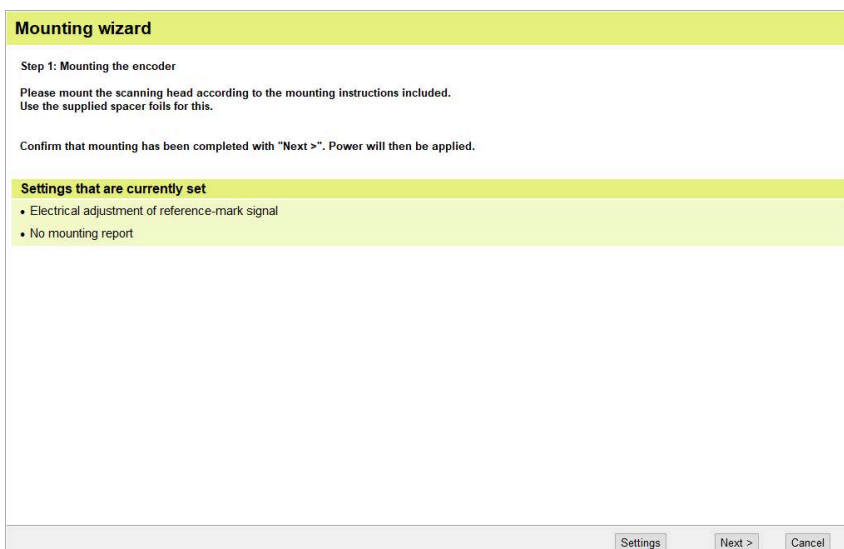 Mounting wizard
Step 1: Mounting the encoder
Please mount the scanning head according to the mounting instructions included.
Use the supplied spacer foils for this.
Confirm that mounting has been completed with "Next >". Power will then be applied.
Settings that are currently set
• Electrical adjustment of reference-mark signal
• No mounting report
Settings Next > Cancel